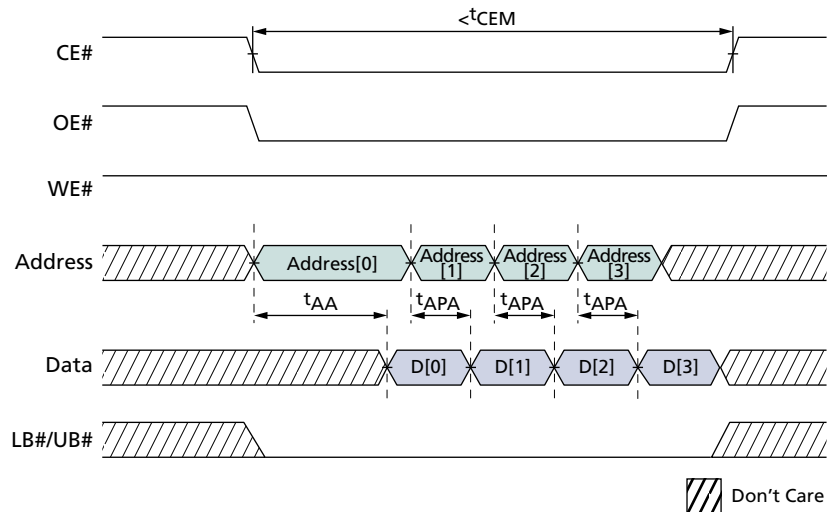 <tCEM
CE#
OE#
WE#
Address
Address[0]
Address
[1]
Address
[2]
Address
[3]
tAA
tAPA
tAPA
tAPA
Data
D[0]
D[1]
D[2]
D[3]
LB#/UB#
Don't Care